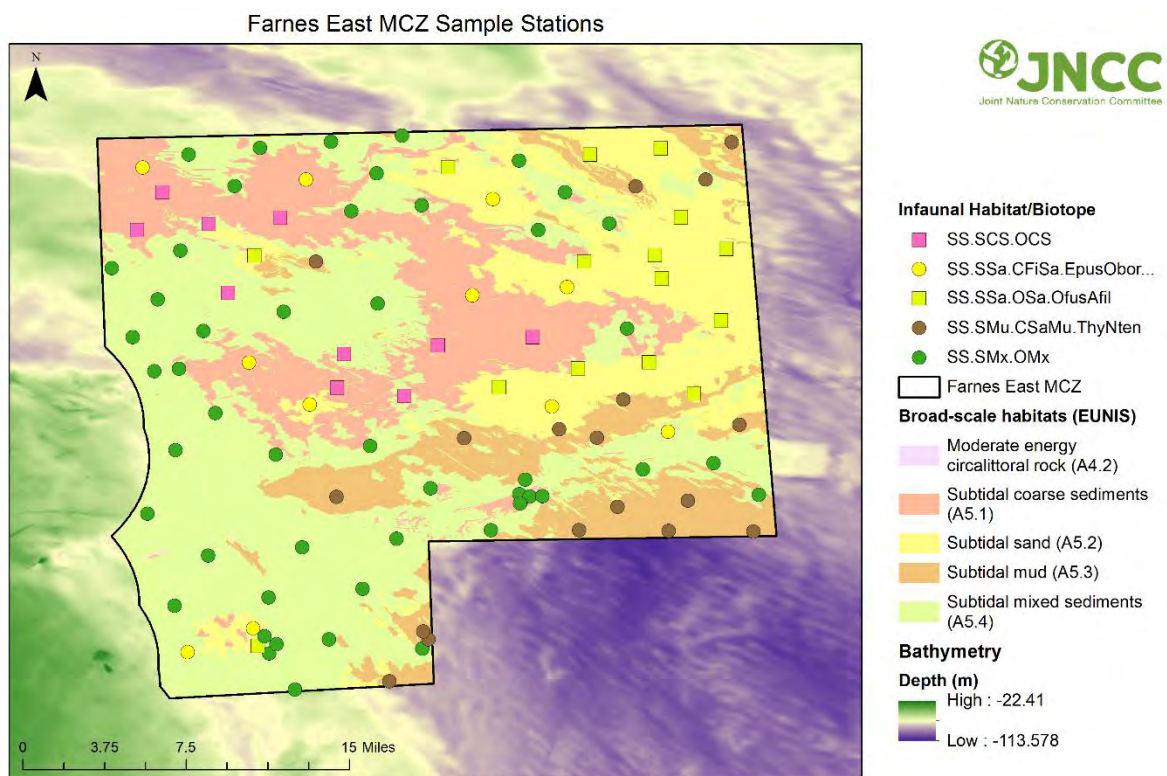 Farnes East MCZ Sample Stations
N
JNCC
Joint Nature Conservation Committee
Infaunal Habitat/Biotope
SS.SCS.OCS
SS.SSa.CFiSa.EpusObor...
SS.SSa.OSa.OfusAfil
SS.SMu.CSaMu.ThyNten
SS.SMx.OMx
Farnes East MCZ
Broad-scale habitats (EUNIS)
Moderate energy
circalittoral rock (A4.2)
Subtidal coarse sediments
(A5.1)
Subtidal sand (A5.2)
Subtidal mud (A5.3)
Subtidal mixed sediments
(A5.4)
Bathymetry
Depth (m)
High : -22.41
Low : -113.578
0 3.75 7.5 15 Miles